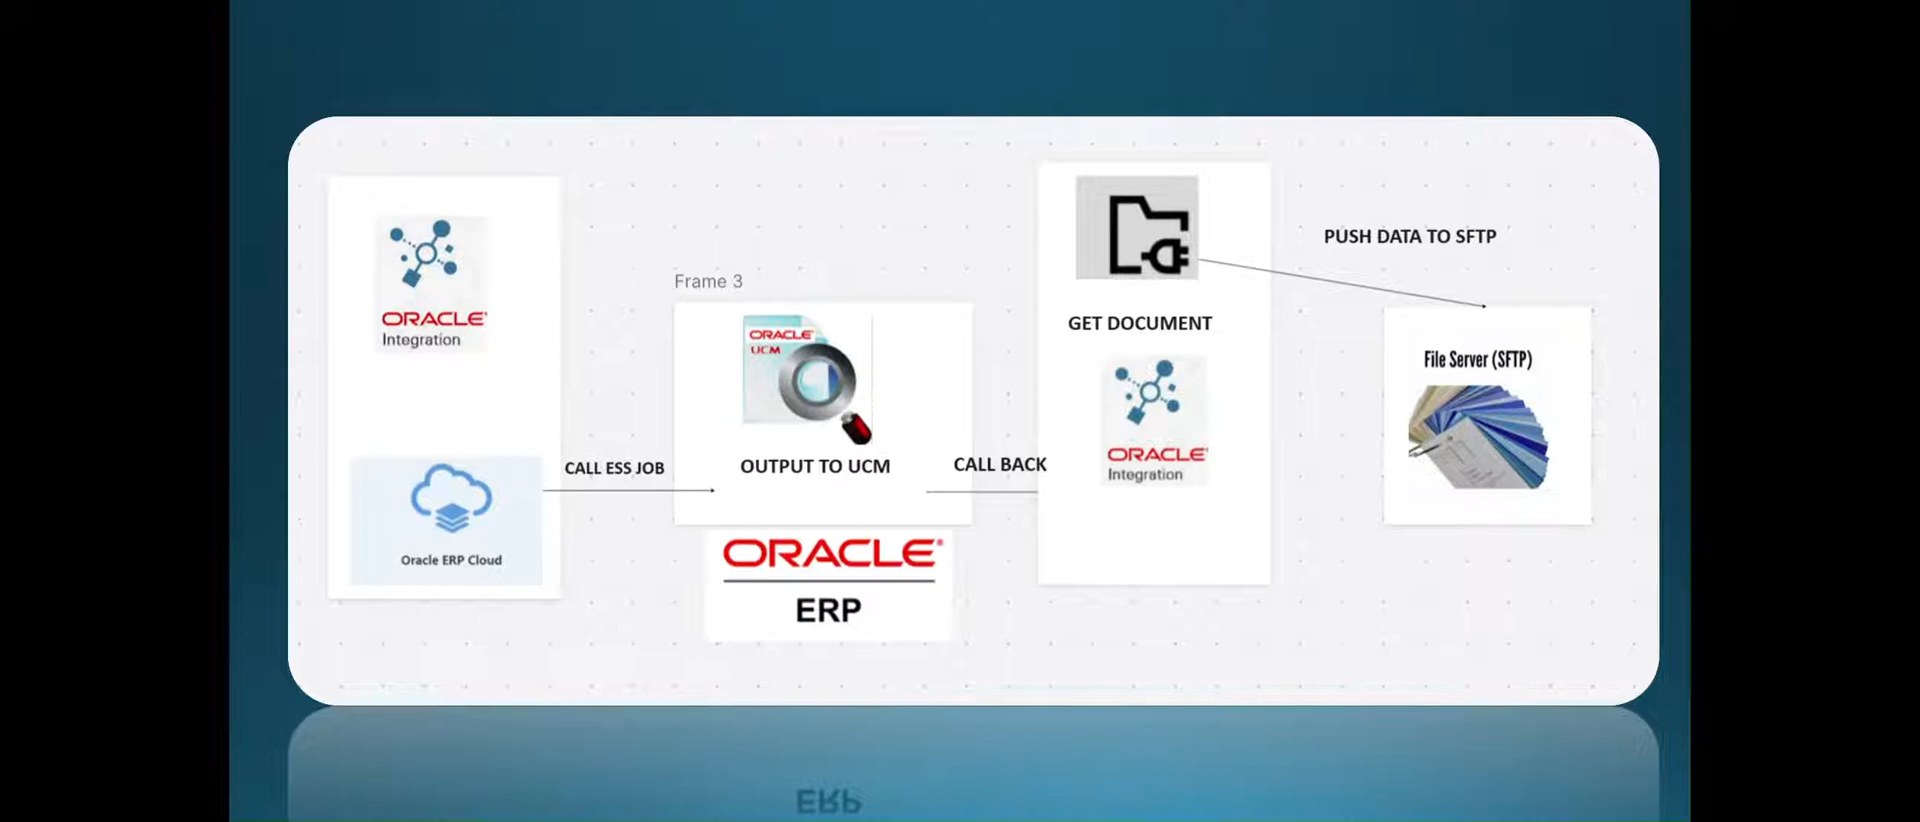 ORACLE
Integration
Oracle ERP Cloud
CALL ESS JOB
Frame 3
ORACLE
UCM
OUTPUT TO UCM
ORACLE
ERP
CALL BACK
GET DOCUMENT
ORACLE
Integration
PUSH DATA TO SFTP
File Server (SFTP)
ERP